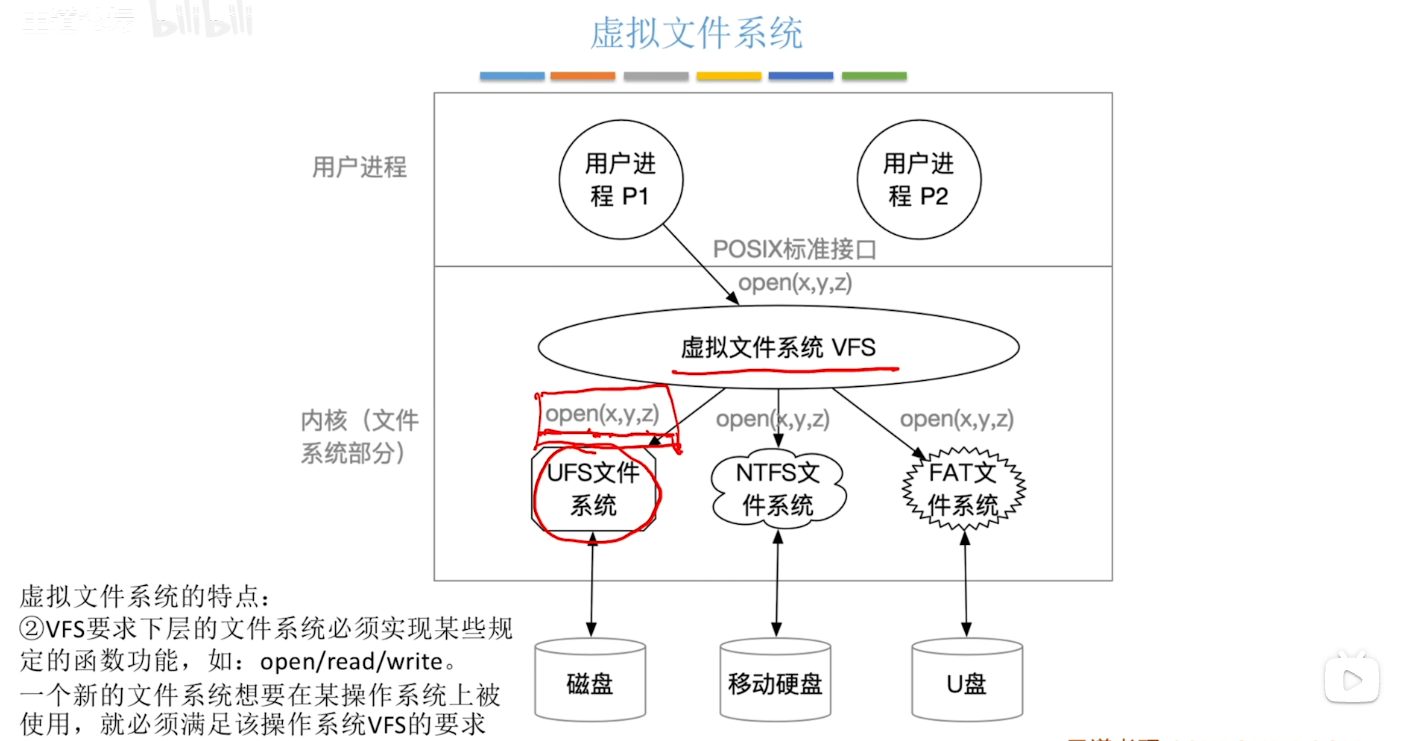 bilibili
虚拟文件系统
用户进程
用户进
程 P1
用户进
程 P2
POSIX标准接口
open(x,y,z)
虚拟文件系统 VFS
内核（文件
系统部分）
open(x,y,z)
open(x,y,z)
open(x,y,z)
UFS文件
系统
NTFS文
件系统
FAT文
件系统
磁盘
移动硬盘
U盘
虚拟文件系统的特点：
②VFS要求下层的文件系统必须实现某些规
定的函数功能，如：open/read/write。
一个新的文件系统想要在某操作系统上被
使用，就必须满足该操作系统VFS的要求